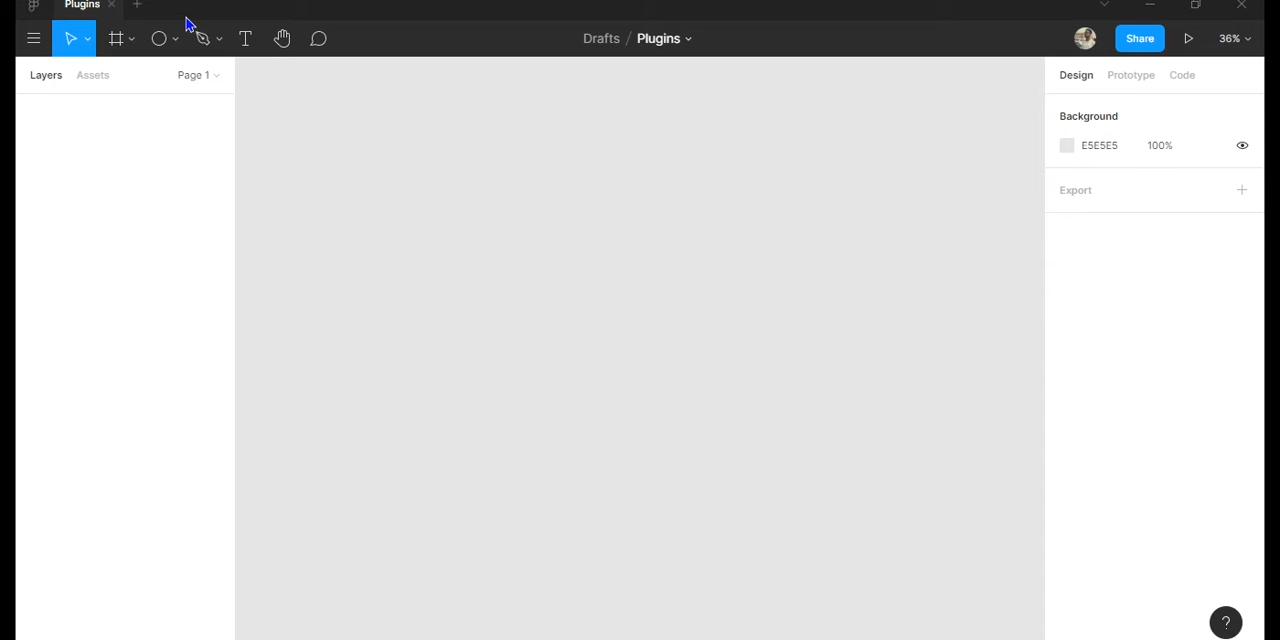 Plugins
Drafts / Plugins
Share
36%
Layers Assets Page 1
Design Prototype Code
Background
E5E5E5 100%
Export
?